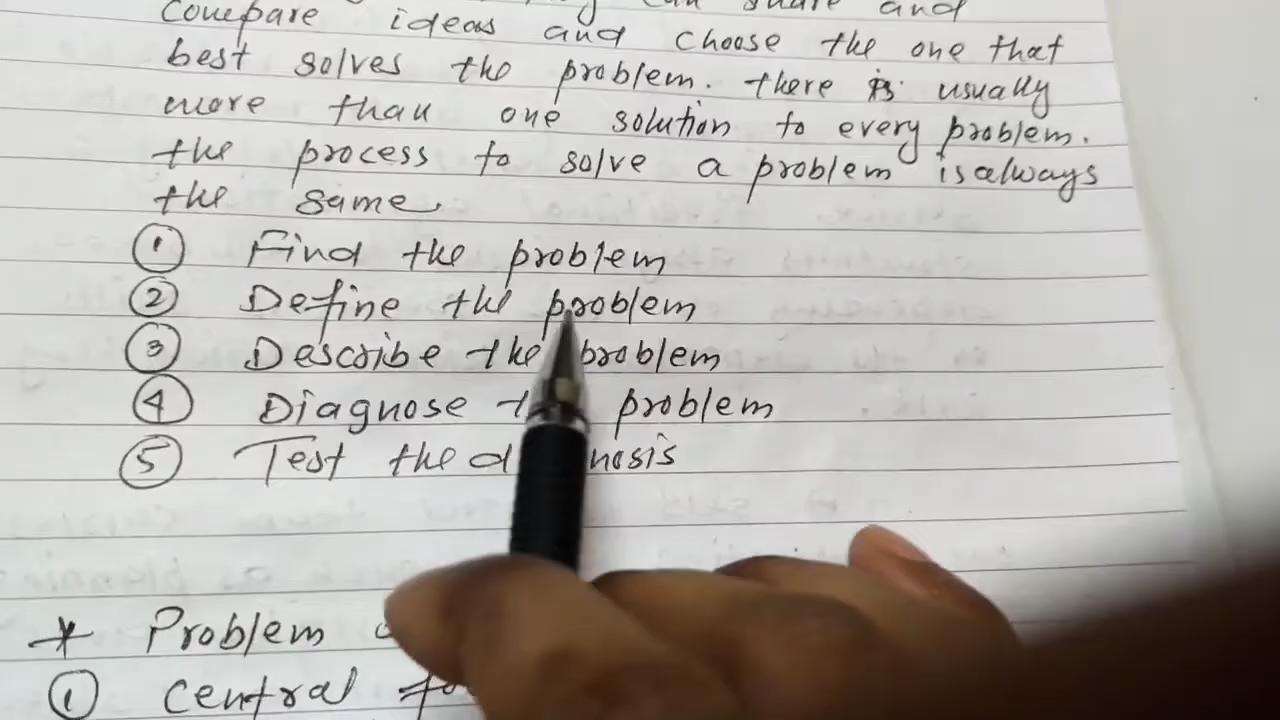 compare ideas and choose the one that
best solves the problem. there is usually
more than one solution to every problem.
the process to solve a problem is always
the same
① Find the problem
② Define the problem
③ Describe the problem
④ Diagnose problem
⑤ Test the
* Problem
① central